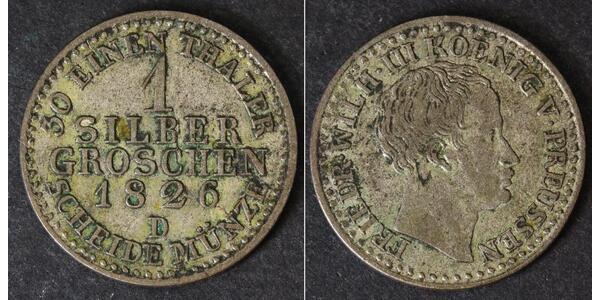 30 EINEN THALER
1
SILBER
GROSCHEN
1826
D
SCHEIDE MÜNZE
FRIEDR. WILH. III KOENIG V. PREUSSEN